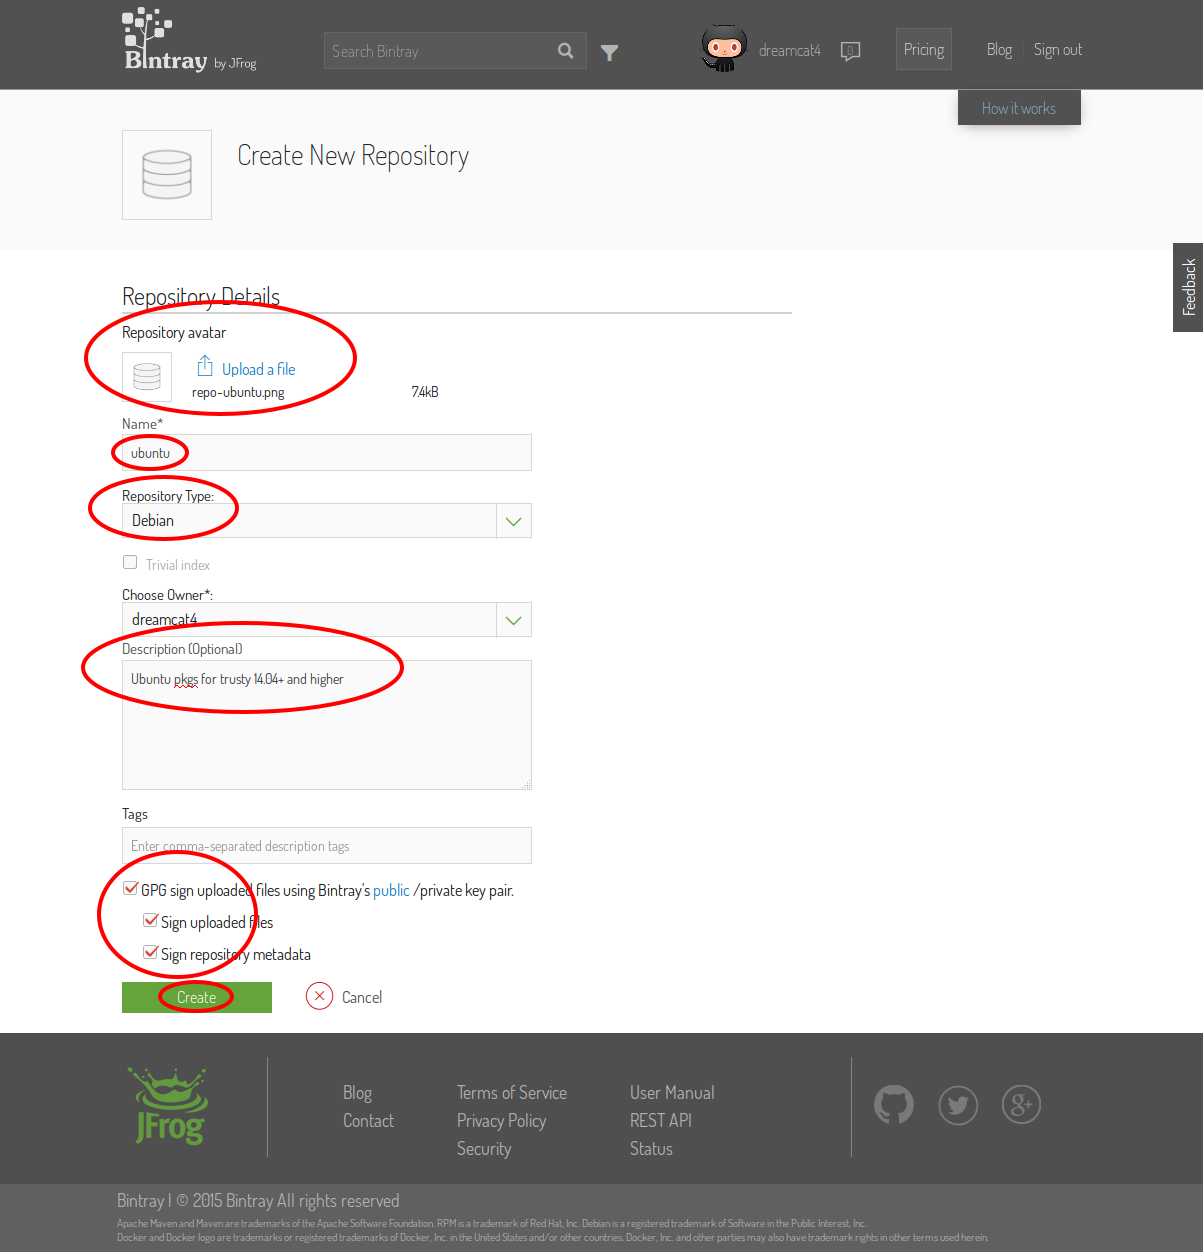 Bintray by JFrog
Search Bintray
dreamcat4
0
Pricing
Blog
Sign out
How it works
Create New Repository
Feedback
Repository Details
Repository avatar
Upload a file
repo-ubuntu.png 7.4kB
Name*
ubuntu
Repository Type:
Debian
Trivial index
Choose Owner*:
dreamcat4
Description (Optional)
Ubuntu pkgs for trusty 14.04+ and higher
Tags
Enter comma-separated description tags
GPG sign uploaded files using Bintray's public /private key pair.
Sign uploaded files
Sign repository metadata
Create
Cancel
JFrog
Blog
Contact
Terms of Service
Privacy Policy
Security
User Manual
REST API
Status
g+
Bintray | © 2015 Bintray All rights reserved
Apache Maven and Maven are trademarks of the Apache Software Foundation. RPM is a trademark of Red Hat, Inc. Debian is a registered trademark of Software in the Public Interest, Inc.
Docker and Docker logo are trademarks or registered trademarks of Docker, Inc. in the United States and/or other countries. Docker, Inc. and other parties may also have trademark rights in other terms used herein.